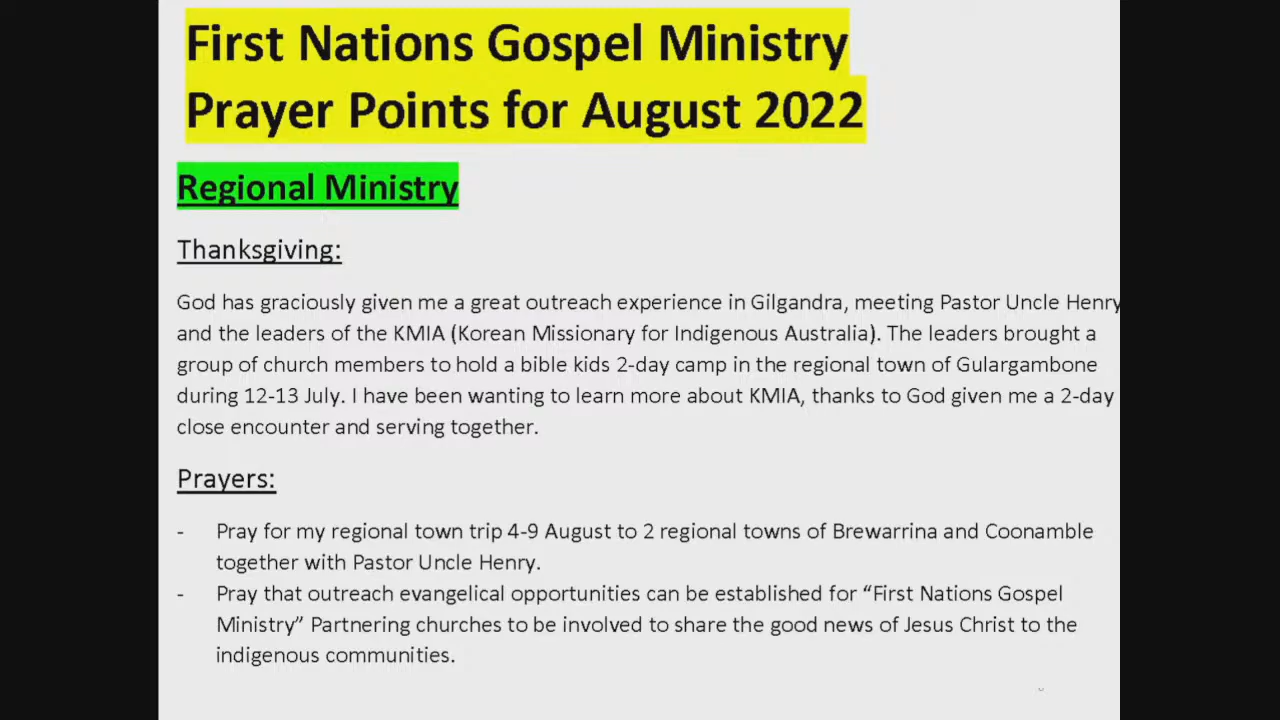 First Nations Gospel Ministry
Prayer Points for August 2022
Regional Ministry
Thanksgiving:
God has graciously given me a great outreach experience in Gilgandra, meeting Pastor Uncle Henry
and the leaders of the KMIA (Korean Missionary for Indigenous Australia). The leaders brought a
group of church members to hold a bible kids 2-day camp in the regional town of Gulargambone
during 12-13 July. I have been wanting to learn more about KMIA, thanks to God given me a 2-day
close encounter and serving together.
Prayers:
- Pray for my regional town trip 4-9 August to 2 regional towns of Brewarrina and Coonamble
together with Pastor Uncle Henry.
- Pray that outreach evangelical opportunities can be established for “First Nations Gospel
Ministry” Partnering churches to be involved to share the good news of Jesus Christ to the
indigenous communities.